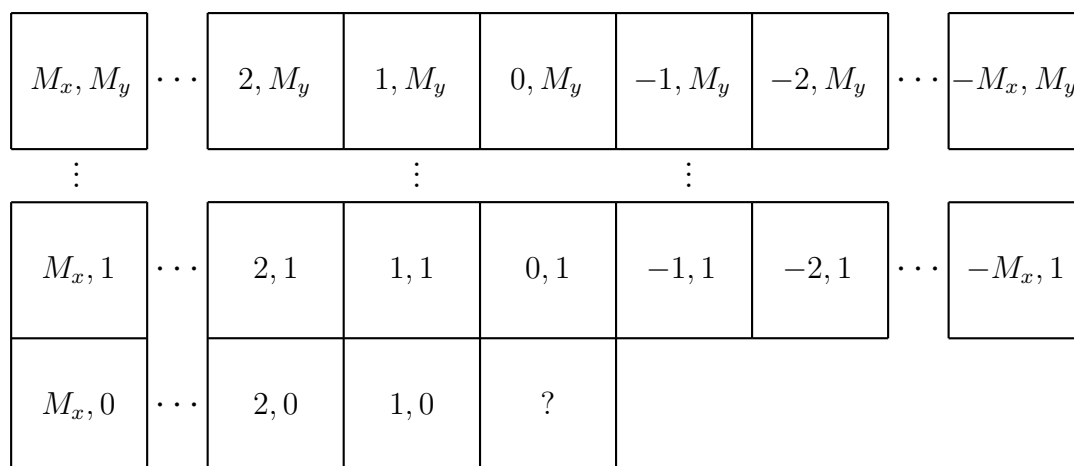 M_x, M_y ··· 2, M_y 1, M_y 0, M_y −1, M_y −2, M_y ··· −M_x, M_y
⋮ ⋮ ⋮
M_x, 1 ··· 2, 1 1, 1 0, 1 −1, 1 −2, 1 ··· −M_x, 1
M_x, 0 ··· 2, 0 1, 0 ?